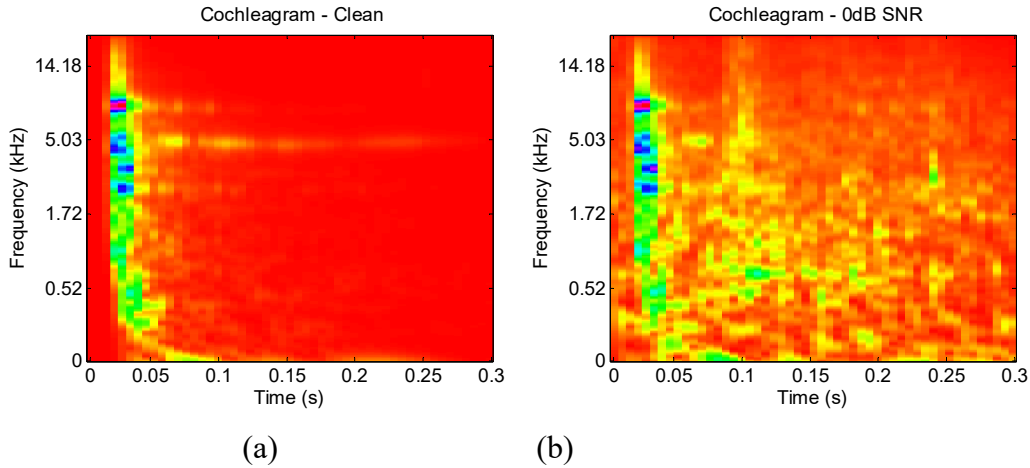 Cochleagram - Clean
14.18
5.03
1.72
0.52
0
Frequency (kHz)
0 0.05 0.1 0.15 0.2 0.25 0.3
Time (s)
(a)
Cochleagram - 0dB SNR
14.18
5.03
1.72
0.52
0
Frequency (kHz)
0 0.05 0.1 0.15 0.2 0.25 0.3
Time (s)
(b)